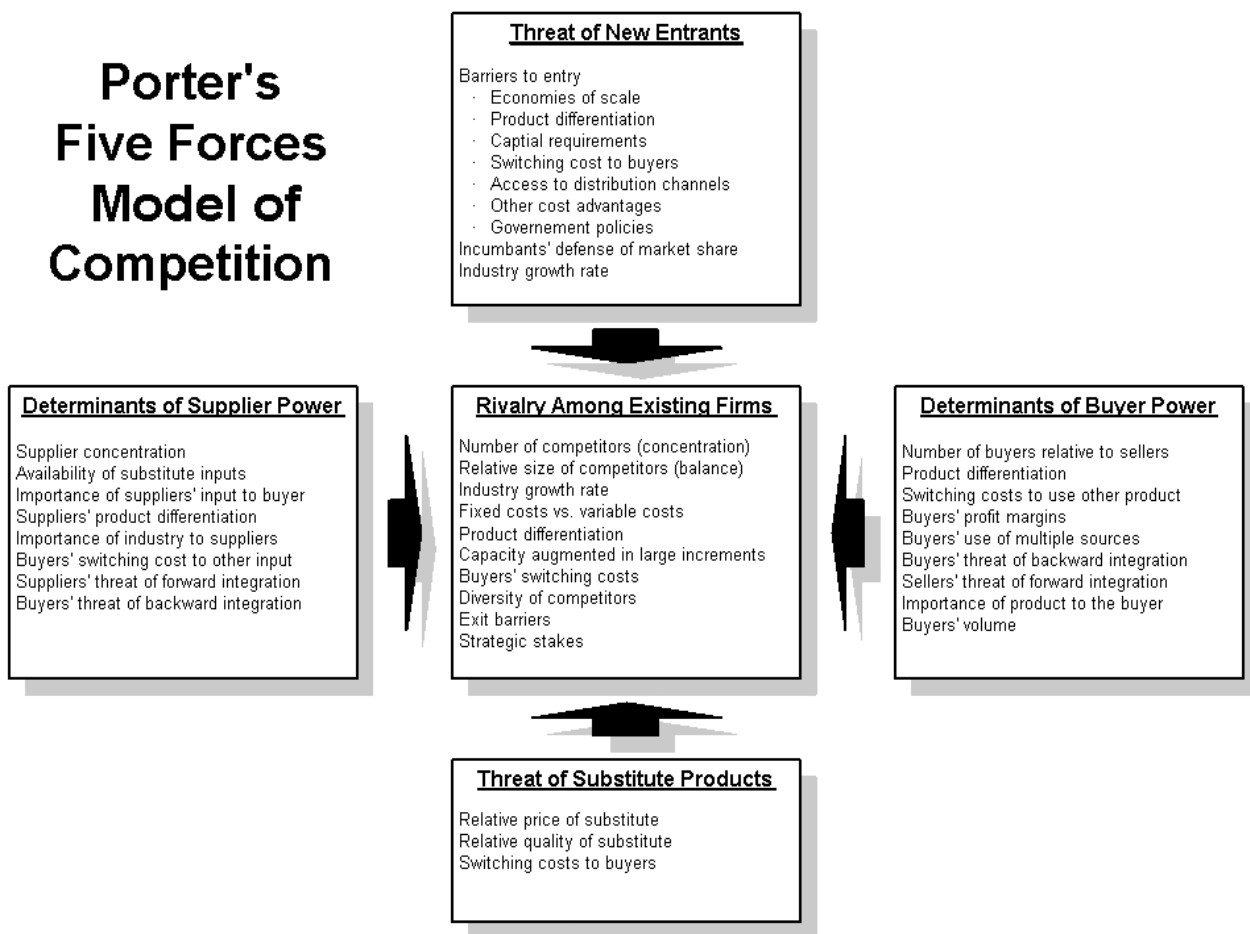 Porter's
Five Forces
Model of
Competition
Threat of New Entrants
Barriers to entry
· Economies of scale
· Product differentiation
· Captial requirements
· Switching cost to buyers
· Access to distribution channels
· Other cost advantages
· Governement policies
Incumbants' defense of market share
Industry growth rate
Determinants of Supplier Power
Supplier concentration
Availability of substitute inputs
Importance of suppliers' input to buyer
Suppliers' product differentiation
Importance of industry to suppliers
Buyers' switching cost to other input
Suppliers' threat of forward integration
Buyers' threat of backward integration
Rivalry Among Existing Firms
Number of competitors (concentration)
Relative size of competitors (balance)
Industry growth rate
Fixed costs vs. variable costs
Product differentiation
Capacity augmented in large increments
Buyers' switching costs
Diversity of competitors
Exit barriers
Strategic stakes
Determinants of Buyer Power
Number of buyers relative to sellers
Product differentiation
Switching costs to use other product
Buyers' profit margins
Buyers' use of multiple sources
Buyers' threat of backward integration
Sellers' threat of forward integration
Importance of product to the buyer
Buyers' volume
Threat of Substitute Products
Relative price of substitute
Relative quality of substitute
Switching costs to buyers